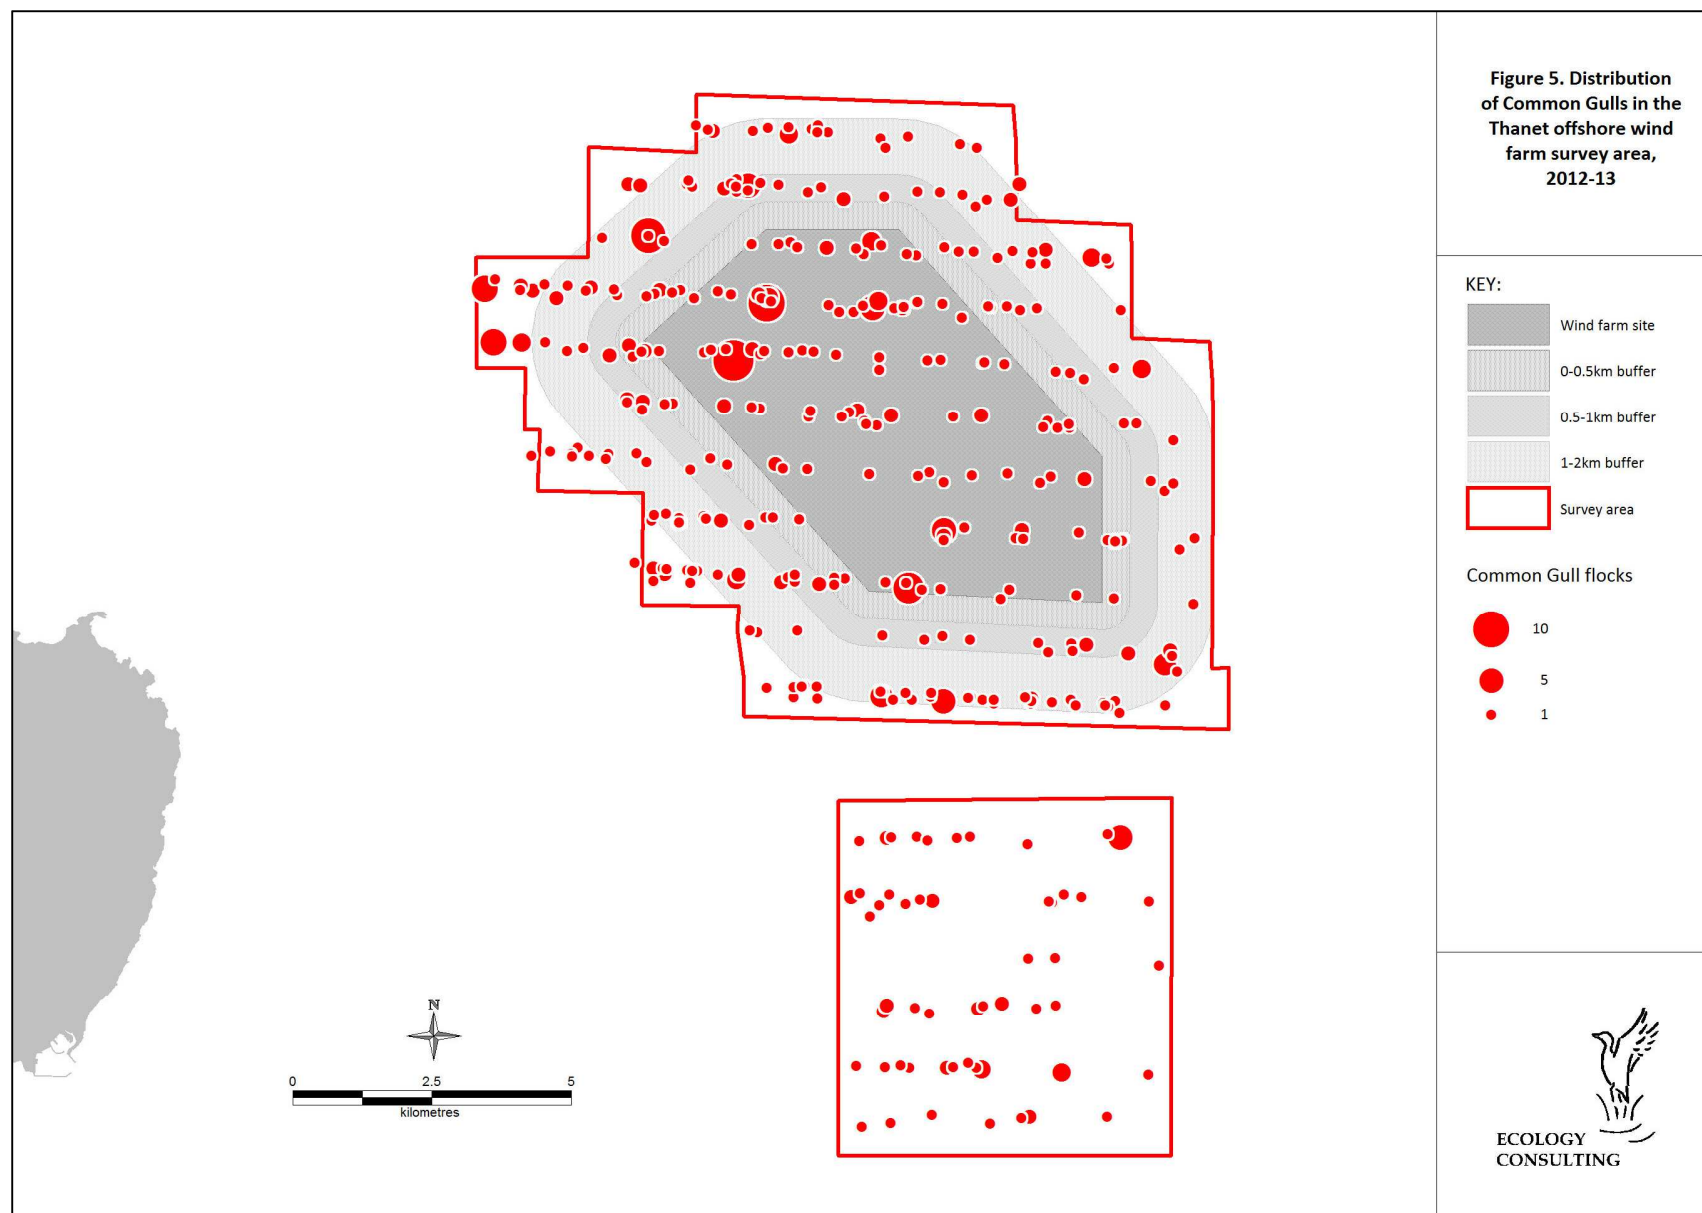 Figure 5. Distribution
of Common Gulls in the
Thanet offshore wind
farm survey area,
2012-13
KEY:
Wind farm site
0-0.5km buffer
0.5-1km buffer
1-2km buffer
Survey area
Common Gull flocks
10
5
1
N
0 2.5 5
kilometres
ECOLOGY
CONSULTING